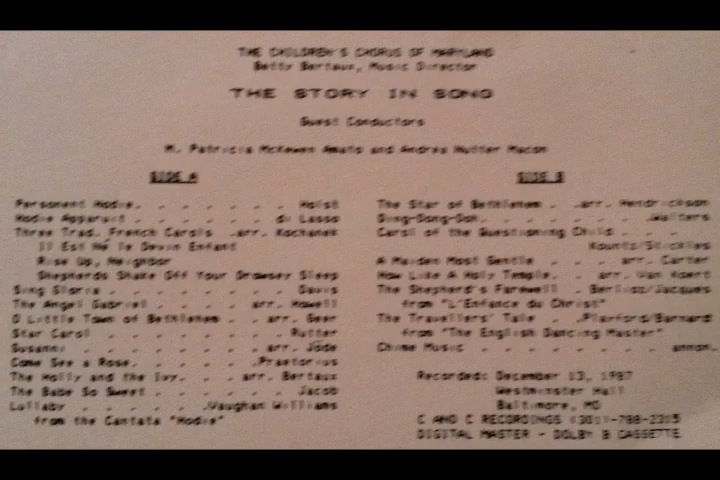 THE CHILDREN'S CHORUS OF MARYLAND
Betty Bertaux, Music Director
THE STORY IN SONG
Guest Conductors
M. Patricia McKewen Amato and Andrea Hutter Macon
SIDE A
Personent Hodie. . . . . . . . Holst
Hodie Apparuit . . . . . . di Lasso
Three Trad. French Carols .arr. Kochanek
Il Est Né le Devin Enfant
Rise Up, Neighbor
Shepherds Shake Off Your Drowsey Sleep
Sing Gloria . . . . . . . . Davis
The Angel Gabriel . . . . arr. Howell
O Little Town of Bethlehem . . arr. Geer
Star Carol . . . . . . . . Rutter
Susanni . . . . . . . arr. Jöde
Come See a Rose. . . . . .Praetorius
The Holly and the Ivy. . . arr. Bertaux
The Babe So Sweet . . . . . . Jacob
Lullaby . . . . . .Vaughan Williams
from the Cantata "Hodie"
SIDE B
The Star of Bethlehem . .arr. Hendrickson
Ding-Dong-Doh. . . . . . . .Walters
Carol of the Questioning Child . . .
Kountz/Stickles
A Maiden Most Gentle . . . arr. Carter
How Like A Holy Temple. . . arr. Van
The Shepherd's Farewell . Berlioz/Jacques
from "L'Enfance du Christ"
The Travellers' Tale . .Playford/Barnard
from "The English Dancing Master"
Chime Music . . . . . . . . annon.
Recorded: December 13, 1987
Westminster Hall
Baltimore, MD
C AND C RECORDINGS (301)-788-2315
DIGITAL MASTER - DOLBY B CASSETTE